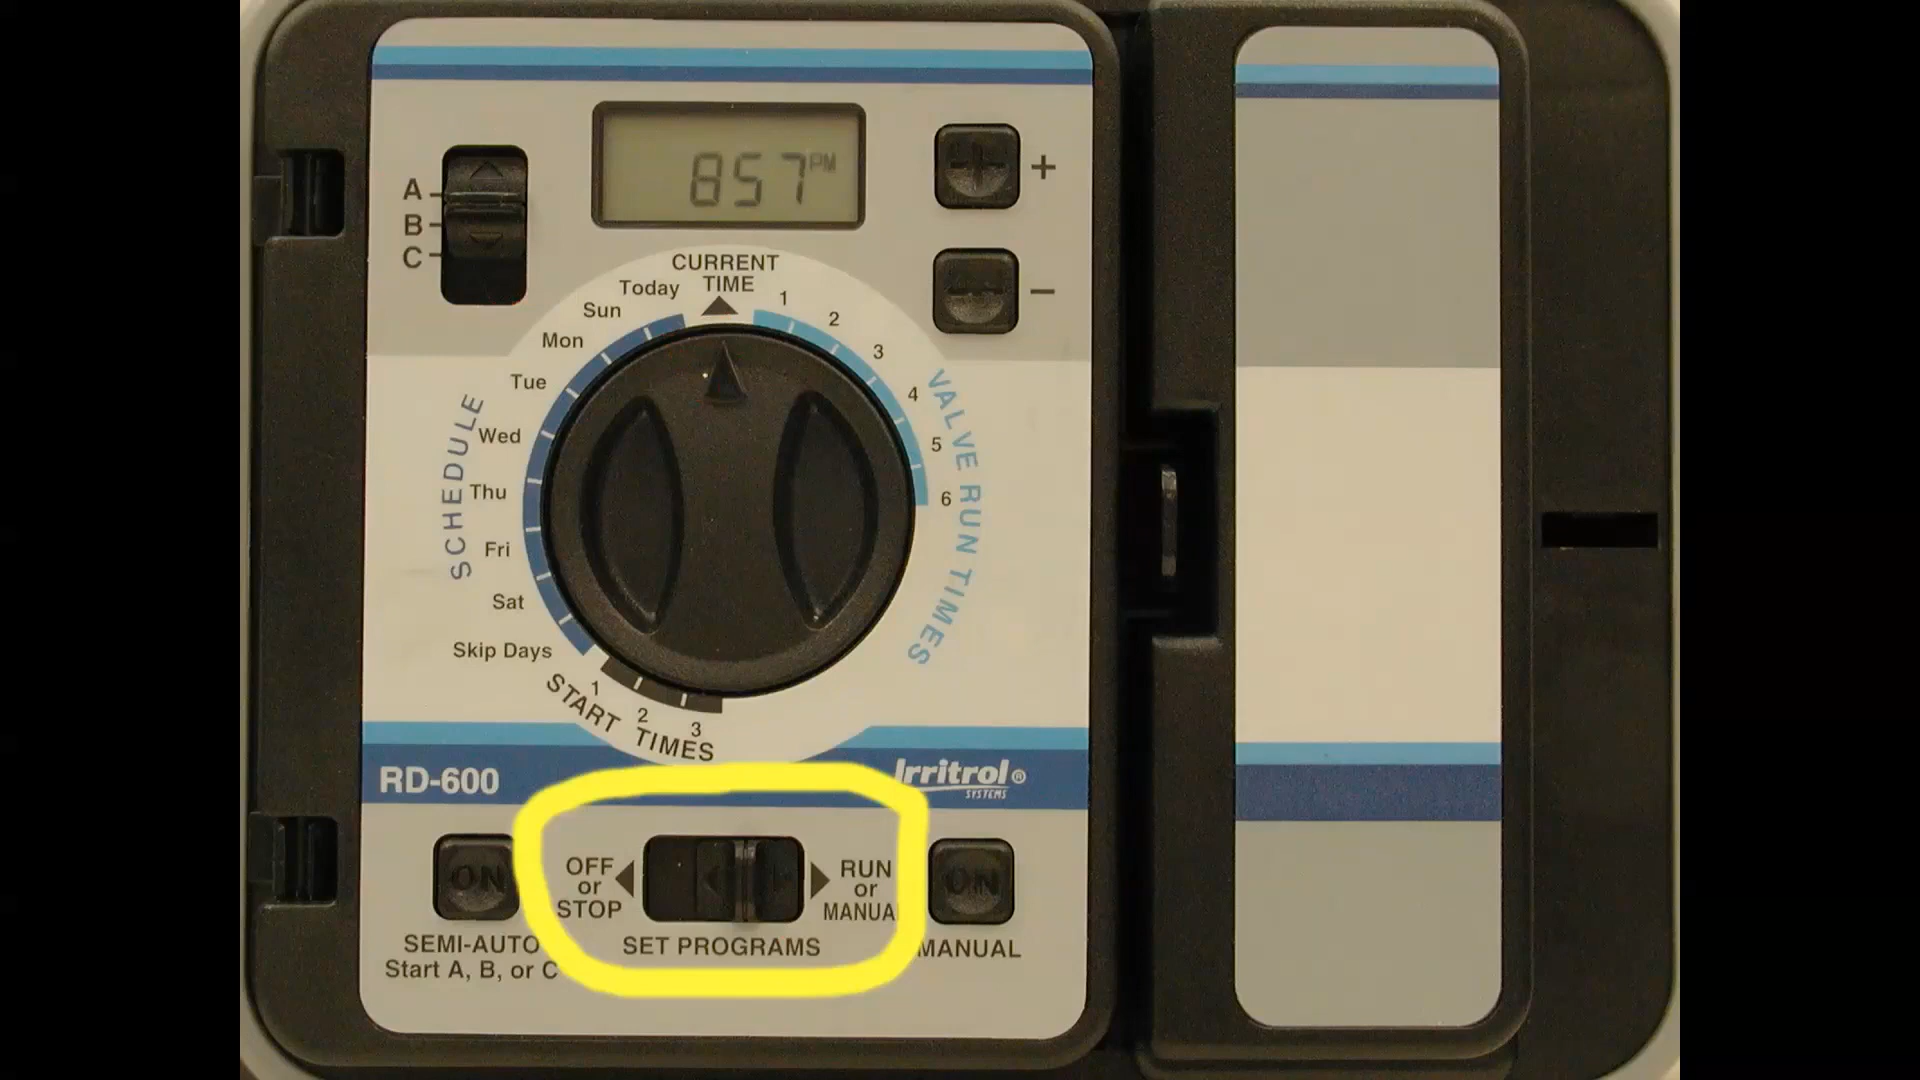 857 PM
+
A
B
C
-
CURRENT
TIME
Today
Sun
Mon
Tue
Wed
Thu
Fri
Sat
Skip Days
SCHEDULE
1
2
3
4
5
6
VALVE RUN TIMES
1
2
3
START TIMES
RD-600
Irritrol®
SYSTEMS
ON
SEMI-AUTO
Start A, B, or C
OFF
or
STOP
SET PROGRAMS
RUN
or
MANUAL
ON
MANUAL